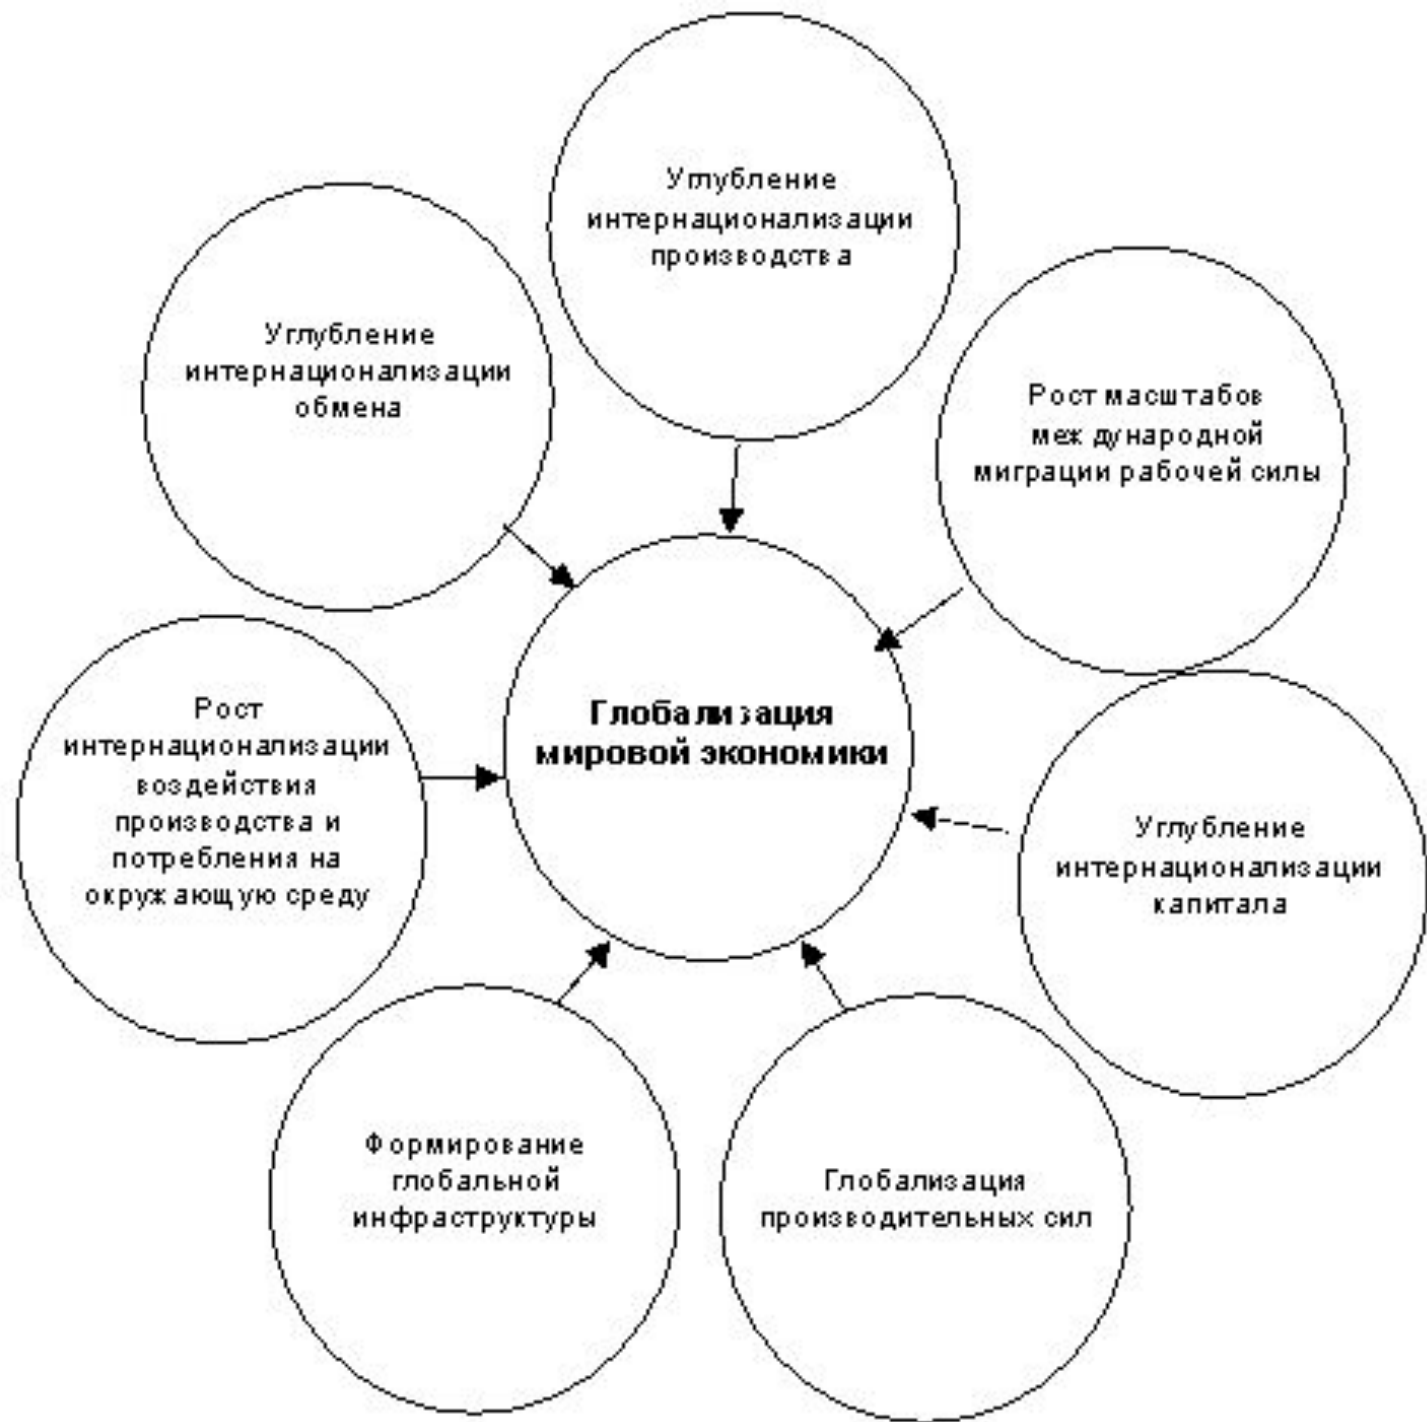 Углубление
интернационализации
производства
Углубление
интернационализации
обмена
Рост масштабов
международной
миграции рабочей силы
Рост
интернационализации
воздействия
производства и
потребления на
окружающую среду
Глобализация
мировой экономики
Углубление
интернационализации
капитала
Формирование
глобальной
инфраструктуры
Глобализация
производительных сил